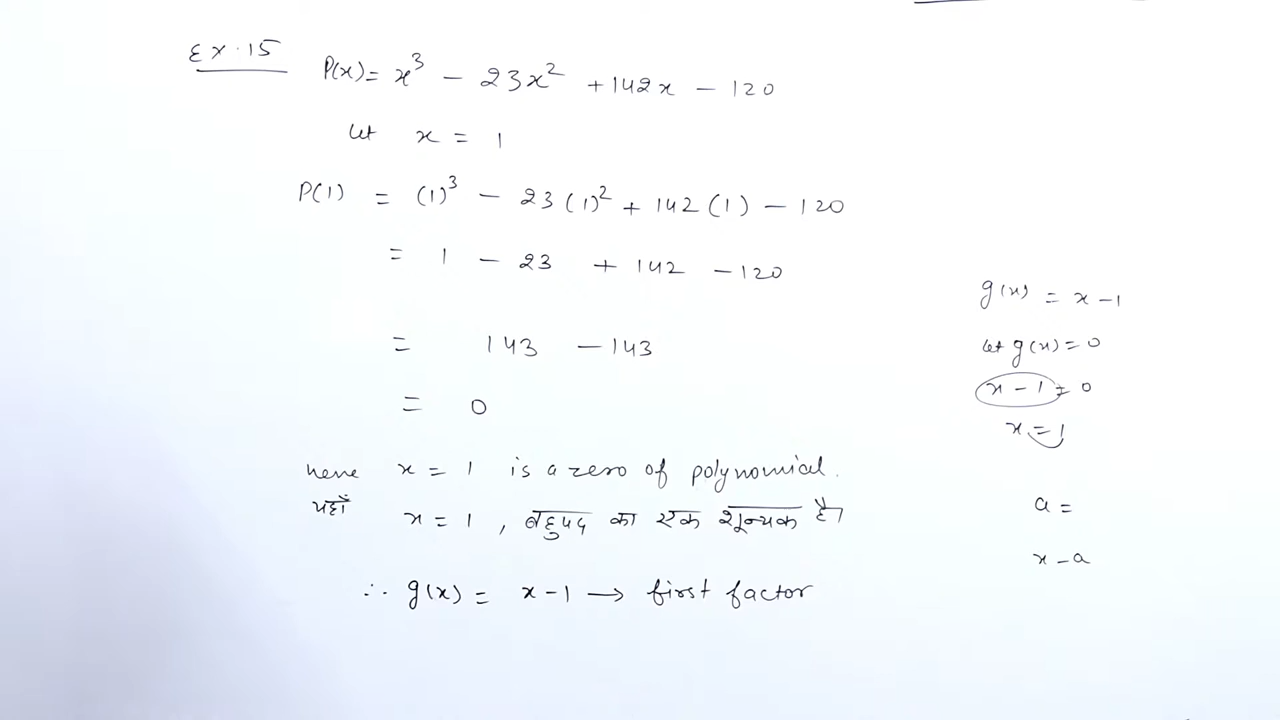 Ex.15
P(x) = x³ - 23x² + 142x - 120
let x = 1
P(1) = (1)³ - 23(1)² + 142(1) - 120
= 1 - 23 + 142 - 120
= 143 - 143
= 0
here x = 1 is a zero of polynomial.
यहाँ x = 1, बहुपद का एक शून्यक है।
∴ g(x) = x-1 → first factor
g(x) = x-1
let g(x) = 0
x-1 = 0
x = 1
a =
x-a